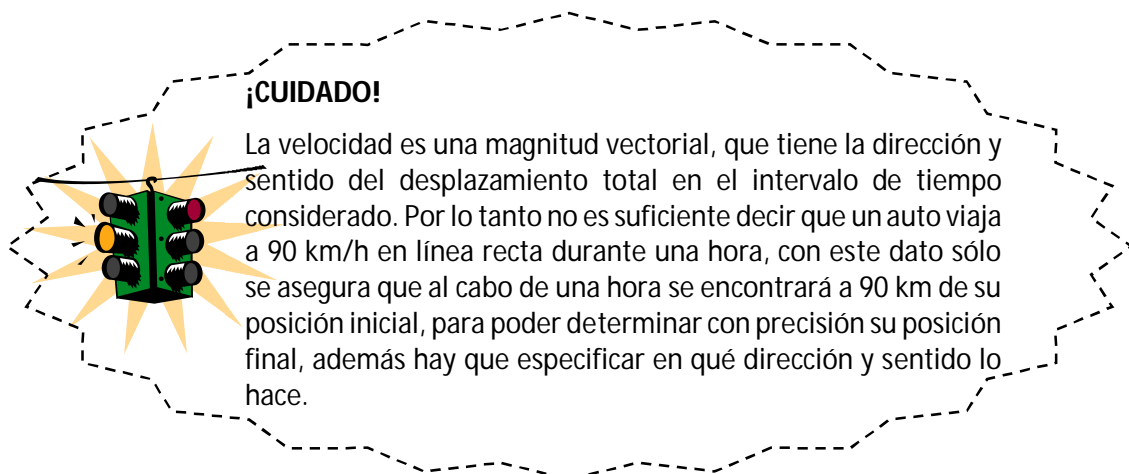 ¡CUIDADO!
La velocidad es una magnitud vectorial, que tiene la dirección y
sentido del desplazamiento total en el intervalo de tiempo
considerado. Por lo tanto no es suficiente decir que un auto viaja
a 90 km/h en línea recta durante una hora, con este dato sólo
se asegura que al cabo de una hora se encontrará a 90 km de su
posición inicial, para poder determinar con precisión su posición
final, además hay que especificar en qué dirección y sentido lo
hace.